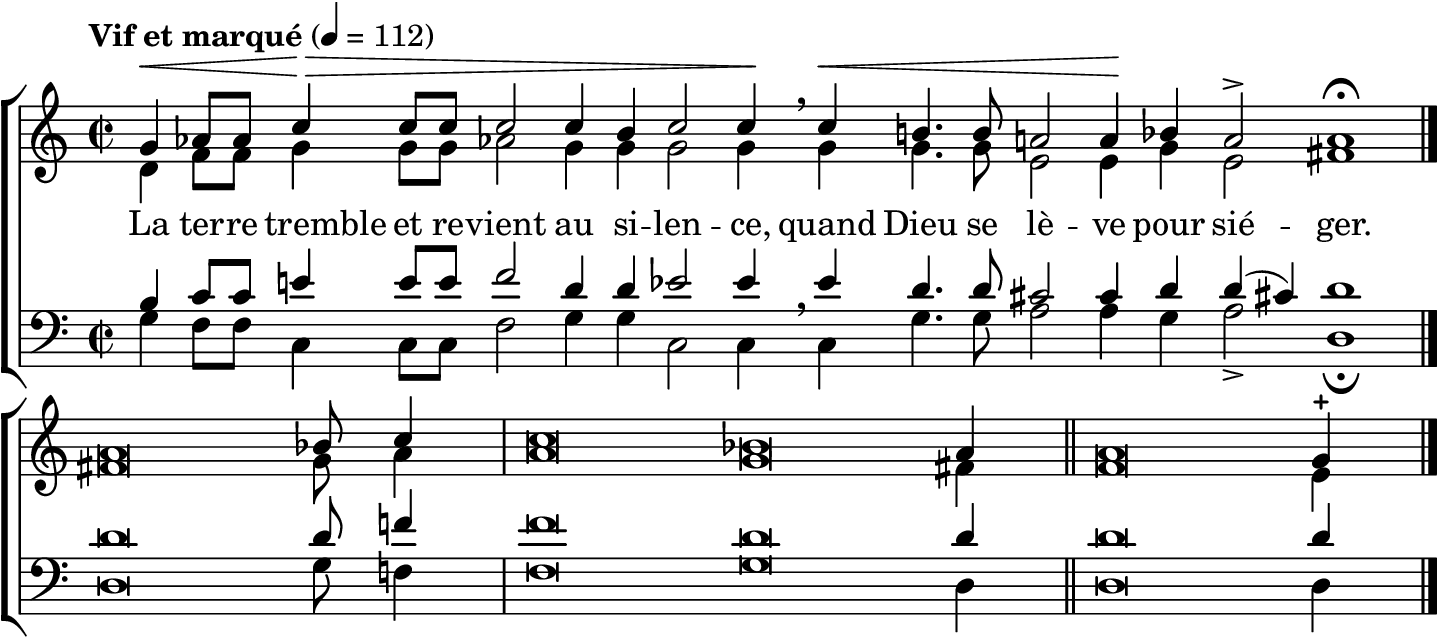 Vif et marqué (♩ = 112)
La terre tremble et revient au si - len - ce, quand Dieu se lè - ve pour sié - ger.